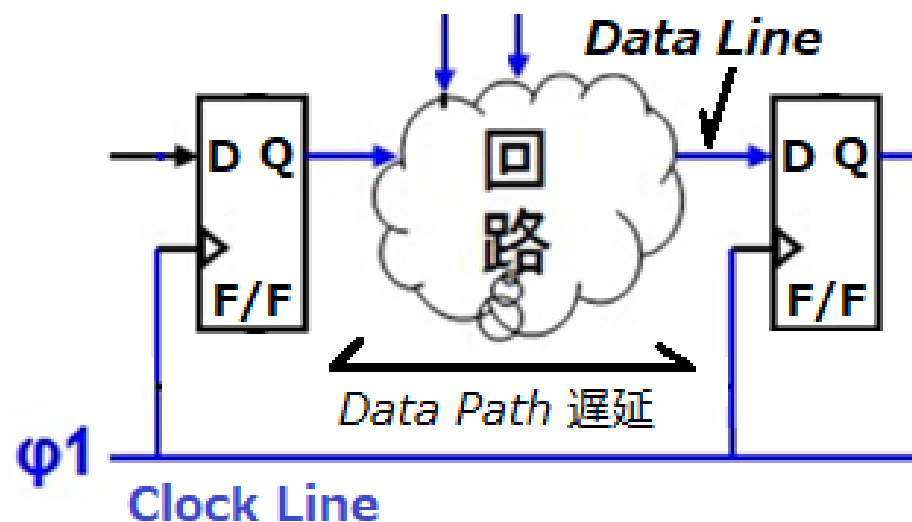 Data Line
D Q
回
路
D Q
F/F
F/F
Data Path 遅延
φ1
Clock Line